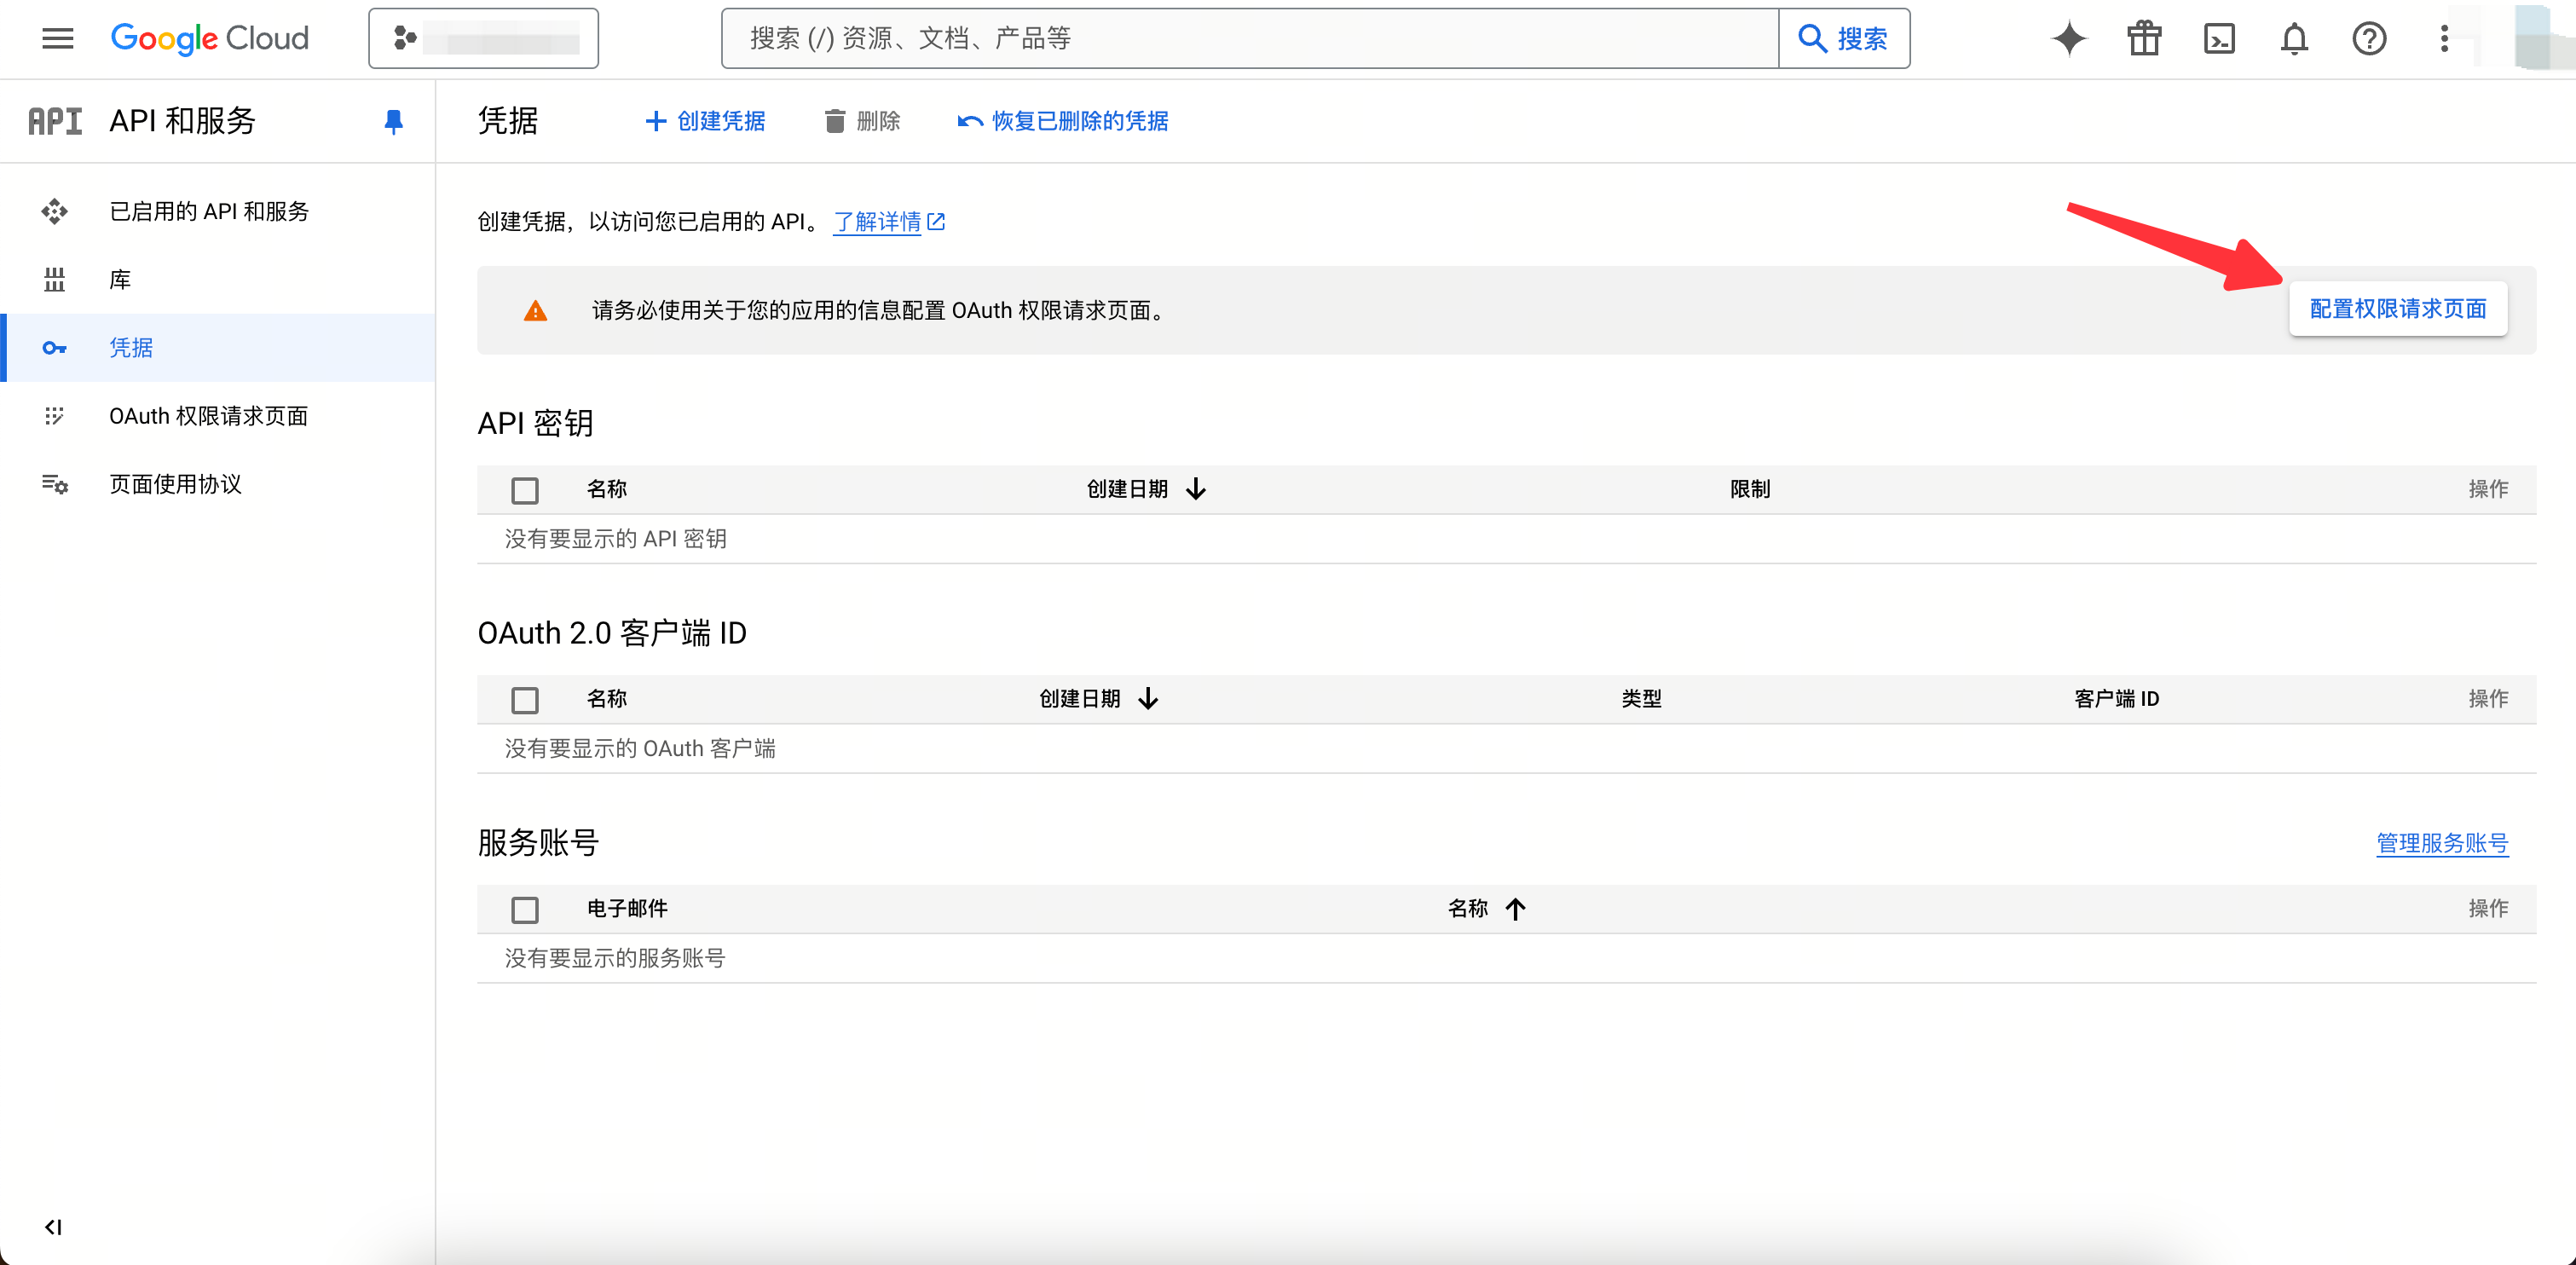 Google Cloud
搜索 (/) 资源、文档、产品等
搜索
API API 和服务
凭据
创建凭据
删除
恢复已删除的凭据
已启用的 API 和服务
库
凭据
OAuth 权限请求页面
页面使用协议
创建凭据，以访问您已启用的 API。 了解详情
请务必使用关于您的应用的信息配置 OAuth 权限请求页面。
配置权限请求页面
API 密钥
名称 创建日期 限制 操作
没有要显示的 API 密钥
OAuth 2.0 客户端 ID
名称 创建日期 类型 客户端 ID 操作
没有要显示的 OAuth 客户端
服务账号
管理服务账号
电子邮件 名称 操作
没有要显示的服务账号